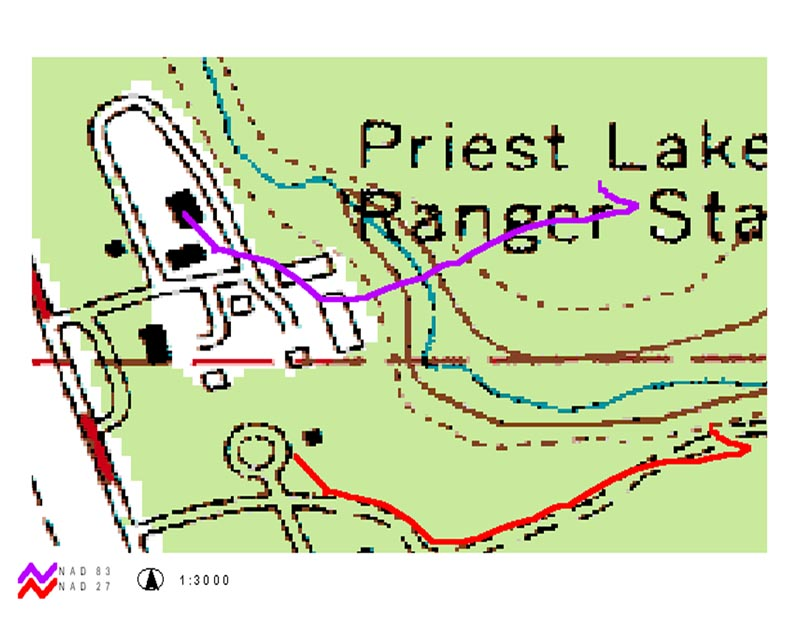 Priest Lake
Ranger Sta
NAD 83
NAD 27
1:3000